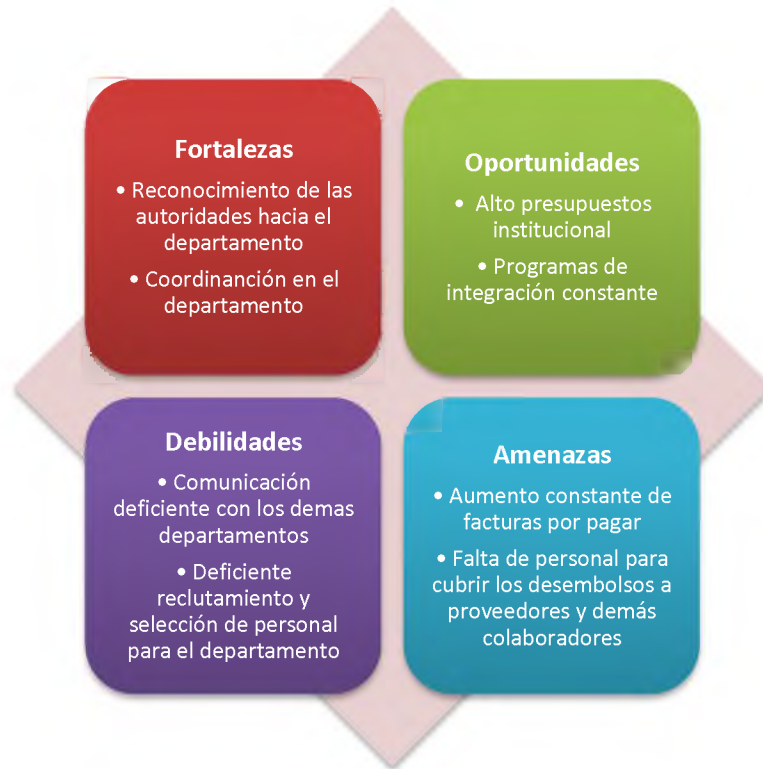 Fortalezas
• Reconocimiento de las
autoridades hacia el
departamento
• Coordinanción en el
departamento
Oportunidades
• Alto presupuestos
institucional
• Programas de
integración constante
Debilidades
• Comunicación
deficiente con los demas
departamentos
• Deficiente
reclutamiento y
selección de personal
para el departamento
Amenazas
• Aumento constante de
facturas por pagar
• Falta de personal para
cubrir los desembolsos a
proveedores y demás
colaboradores